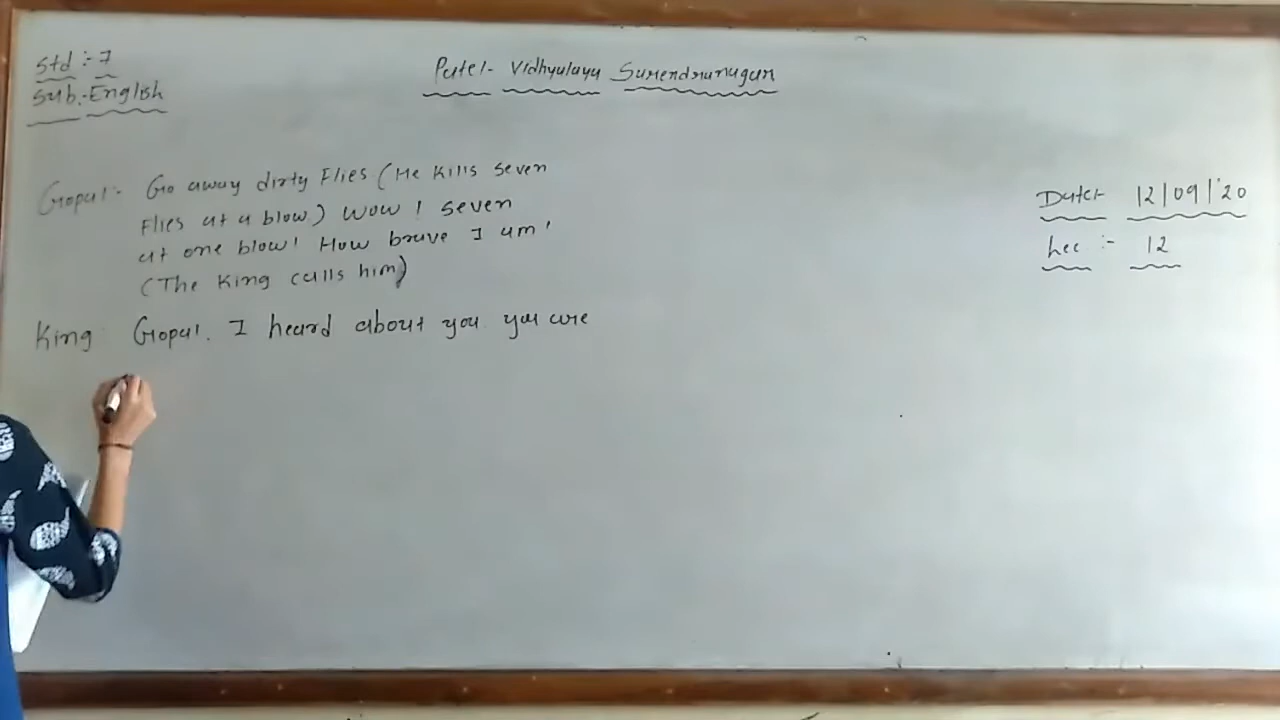 Std :- 7
Sub:- English
Patel Vidhyalaya Surendranagar
Date:- 12/09/'20
Lec :- 12
Gopal:- Go away dirty Flies (He kills seven
Flies at a blow) Wow! seven
at one blow! How brave I am!
(The King calls him)
King Gopal. I heard about you you are